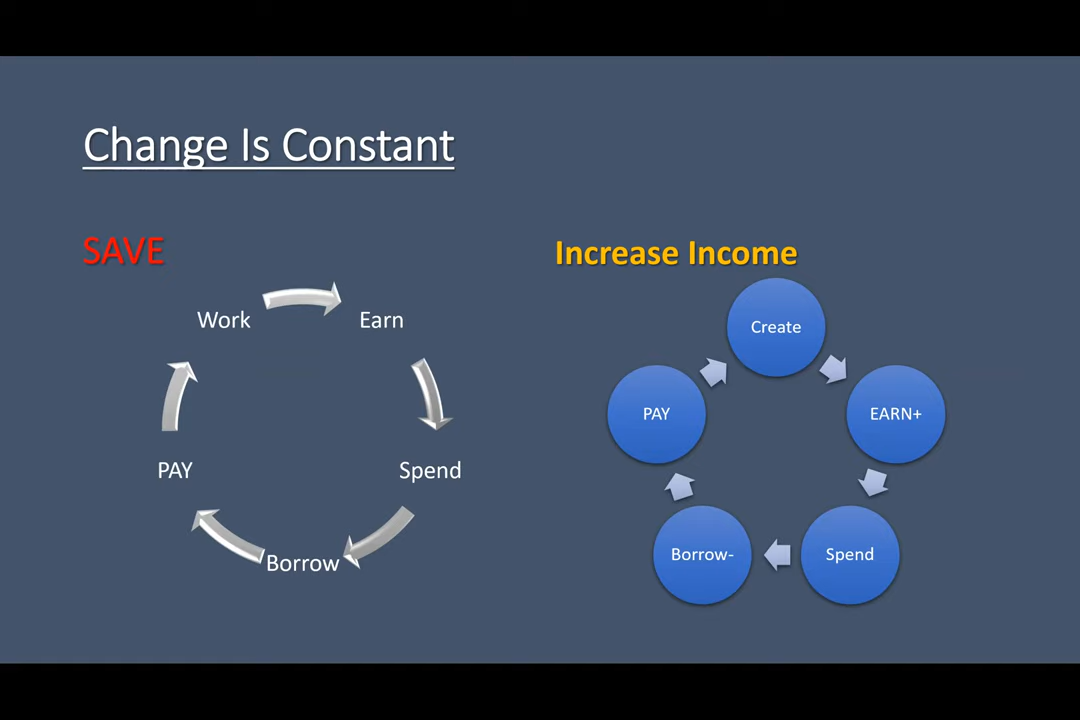 Change Is Constant
SAVE
Work
Earn
Spend
Borrow
PAY
Increase Income
Create
EARN+
Spend
Borrow-
PAY